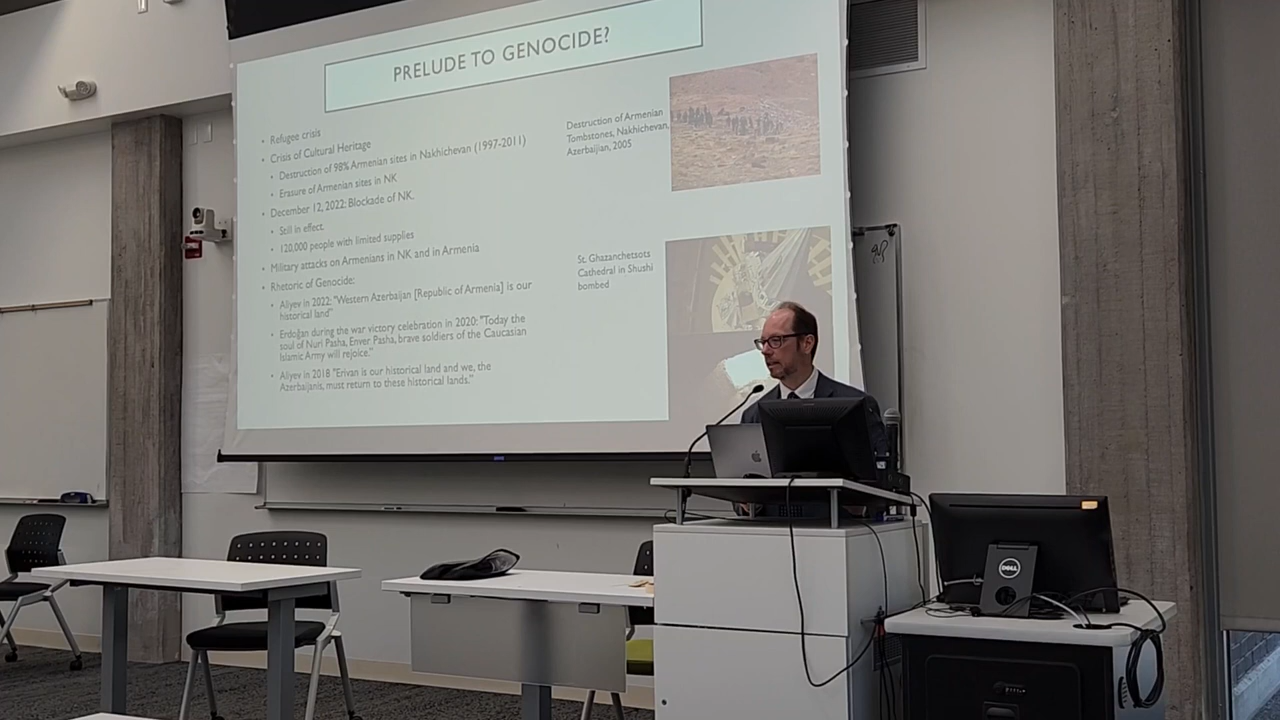 PRELUDE TO GENOCIDE?
• Refugee crisis
• Crisis of Cultural Heritage
• Destruction of 98% Armenian sites in Nakhichevan (1997-2011)
• Erasure of Armenian sites in NK
• December 12, 2022: Blockade of NK.
• Still in effect.
• 120,000 people with limited supplies
• Military attacks on Armenians in NK and in Armenia
• Rhetoric of Genocide:
• Aliyev in 2022: "Western Azerbaijan [Republic of Armenia] is our
historical land"
• Erdoğan during the war victory celebration in 2020: "Today the
soul of Nuri Pasha, Enver Pasha, brave soldiers of the Caucasian
Islamic Army will rejoice."
• Aliyev in 2018 "Erivan is our historical land and we, the
Azerbaijanis, must return to these historical lands."
Destruction of Armenian
Tombstones, Nakhichevan,
Azerbaijian, 2005
St. Ghazanchetsots
Cathedral in Shushi
bombed
DELL